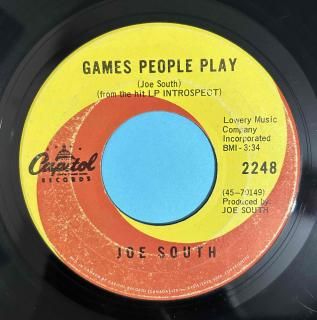 GAMES PEOPLE PLAY
(Joe South)
(from the hit LP INTROSPECT)
Lowery Music
Company
Incorporated
BMI - 3:34
Capitol
RECORDS
2248
(45-70149)
Produced by:
JOE SOUTH
JOE SOUTH